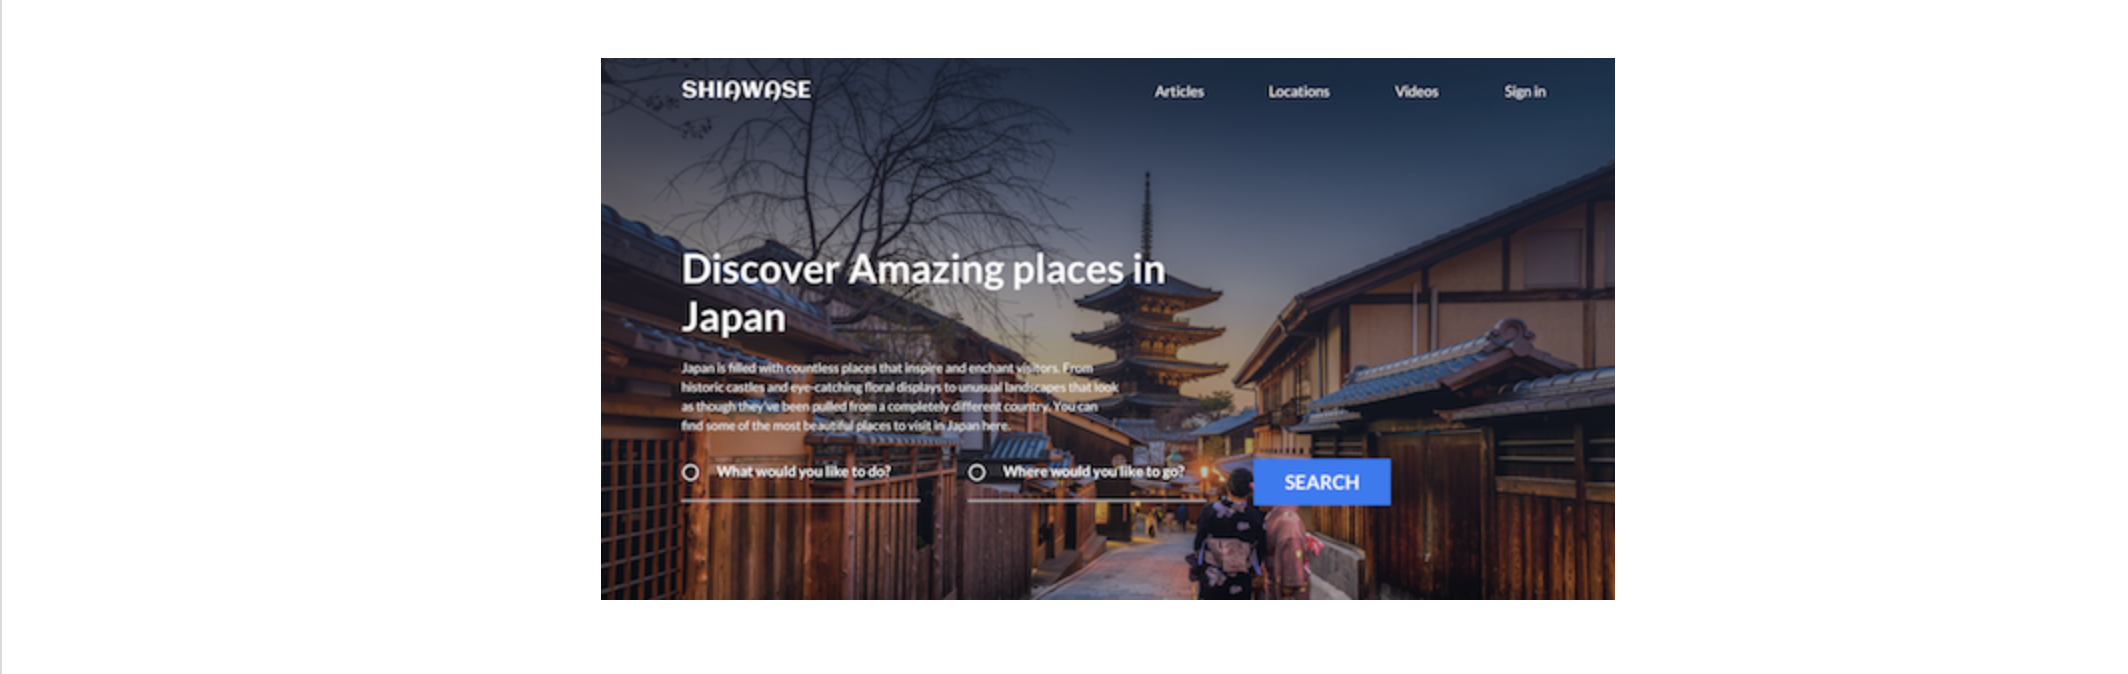 SHIAWASE
Articles
Locations
Videos
Sign in
Discover Amazing places in
Japan
Japan is filled with countless places that inspire and enchant visitors. From
historic castles and eye-catching floral displays to unusual landscapes that look
as though they've been pulled from a completely different country. You can
find some of the most beautiful places to visit in Japan here.
What would you like to do?
Where would you like to go?
SEARCH